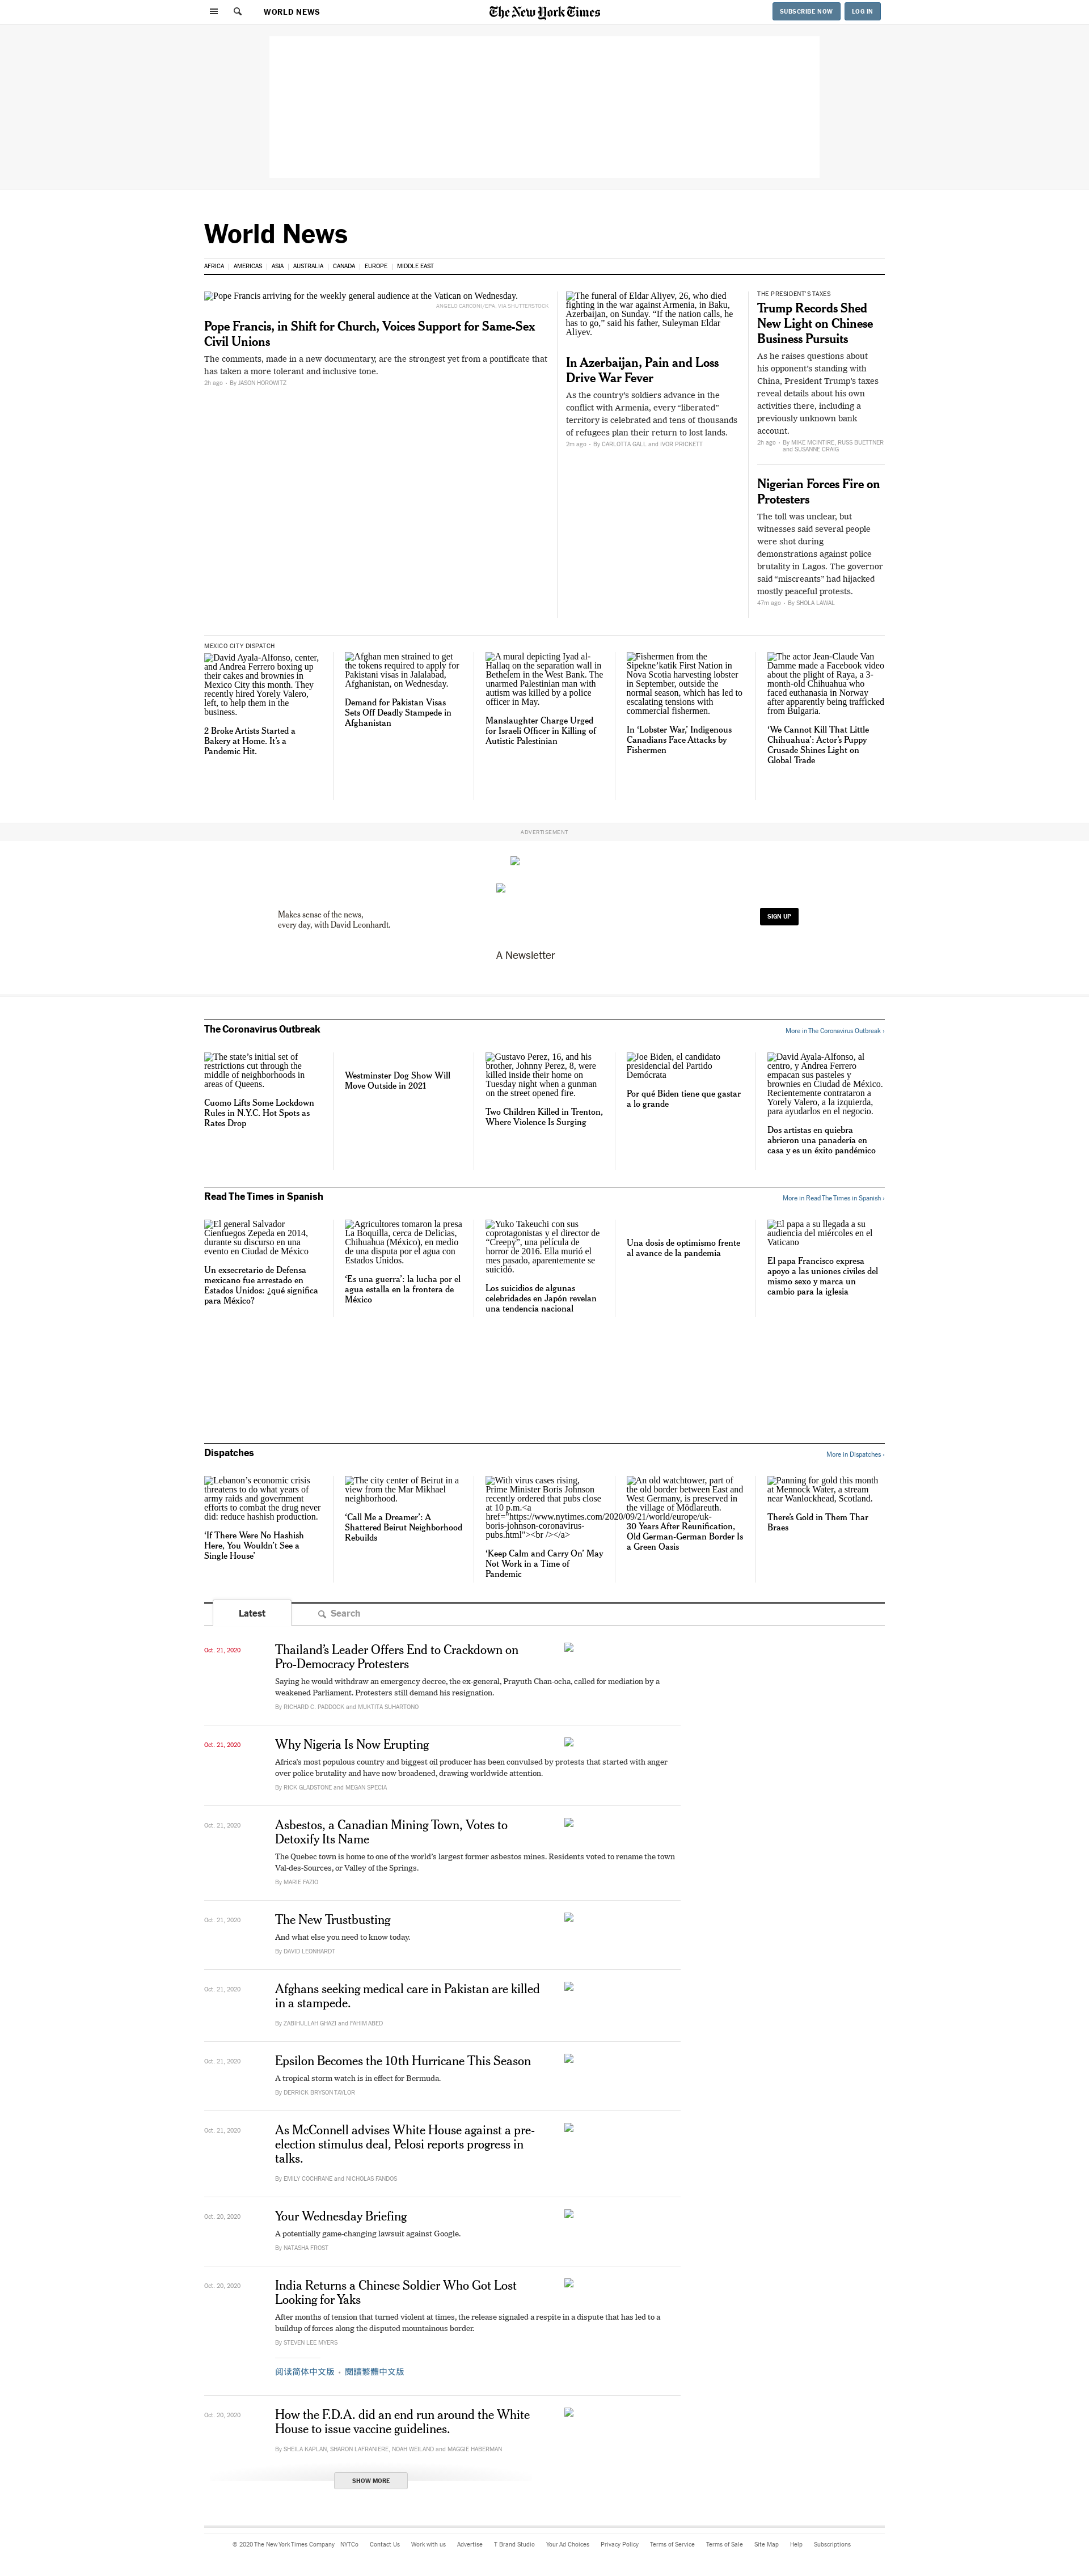 WORLD NEWS
The New York Times
SUBSCRIBE NOW
LOG IN
World News
AFRICA | AMERICAS | ASIA | AUSTRALIA | CANADA | EUROPE | MIDDLE EAST
Pope Francis arriving for the weekly general audience at the Vatican on Wednesday.
ANGELO CARCONI/EPA, VIA SHUTTERSTOCK
Pope Francis, in Shift for Church, Voices Support for Same-Sex
Civil Unions
The comments, made in a new documentary, are the strongest yet from a pontificate that
has taken a more tolerant and inclusive tone.
2h ago · By JASON HOROWITZ
The funeral of Eldar Aliyev, 26, who died
fighting in the war against Armenia, in Baku,
Azerbaijan, on Sunday. “If the nation calls, he
has to go,” said his father, Suleyman Eldar
Aliyev.
In Azerbaijan, Pain and Loss
Drive War Fever
As the country’s soldiers advance in the
conflict with Armenia, every “liberated”
territory is celebrated and tens of thousands
of refugees plan their return to lost lands.
2m ago · By CARLOTTA GALL and IVOR PRICKETT
THE PRESIDENT’S TAXES
Trump Records Shed
New Light on Chinese
Business Pursuits
As he raises questions about
his opponent’s standing with
China, President Trump’s taxes
reveal details about his own
activities there, including a
previously unknown bank
account.
2h ago · By MIKE MCINTIRE, RUSS BUETTNER
and SUSANNE CRAIG
Nigerian Forces Fire on
Protesters
The toll was unclear, but
witnesses said several people
were shot during
demonstrations against police
brutality in Lagos. The governor
said “miscreants” had hijacked
mostly peaceful protests.
47m ago · By SHOLA LAWAL
MEXICO CITY DISPATCH
David Ayala-Alfonso, center,
and Andrea Ferrero boxing up
their cakes and brownies in
Mexico City this month. They
recently hired Yorely Valero,
left, to help them in the
business.
2 Broke Artists Started a
Bakery at Home. It’s a
Pandemic Hit.
Afghan men strained to get
the tokens required to apply for
Pakistani visas in Jalalabad,
Afghanistan, on Wednesday.
Demand for Pakistan Visas
Sets Off Deadly Stampede in
Afghanistan
A mural depicting Iyad al-
Hallaq on the separation wall in
Bethelem in the West Bank. The
unarmed Palestinian man with
autism was killed by a police
officer in May.
Manslaughter Charge Urged
for Israeli Officer in Killing of
Autistic Palestinian
Fishermen from the
Sipekne’katik First Nation in
Nova Scotia harvesting lobster
in September, outside the
normal season, which has led to
escalating tensions with
commercial fishermen.
In ‘Lobster War,’ Indigenous
Canadians Face Attacks by
Fishermen
The actor Jean-Claude Van
Damme made a Facebook video
about the plight of Raya, a 3-
month-old Chihuahua who
faced euthanasia in Norway
after apparently being trafficked
from Bulgaria.
‘We Cannot Kill That Little
Chihuahua’: Actor’s Puppy
Crusade Shines Light on
Global Trade
ADVERTISEMENT
Makes sense of the news,
every day, with David Leonhardt.
SIGN UP
A Newsletter
The Coronavirus Outbreak
More in The Coronavirus Outbreak ›
The state’s initial set of
restrictions cut through the
middle of neighborhoods in
areas of Queens.
Cuomo Lifts Some Lockdown
Rules in N.Y.C. Hot Spots as
Rates Drop
Westminster Dog Show Will
Move Outside in 2021
Gustavo Perez, 16, and his
brother, Johnny Perez, 8, were
killed inside their home on
Tuesday night when a gunman
on the street opened fire.
Two Children Killed in Trenton,
Where Violence Is Surging
Joe Biden, el candidato
presidencial del Partido
Demócrata
Por qué Biden tiene que gastar
a lo grande
David Ayala-Alfonso, al
centro, y Andrea Ferrero
empacan sus pasteles y
brownies en Ciudad de México.
Recientemente contrataron a
Yorely Valero, a la izquierda,
para ayudarlos en el negocio.
Dos artistas en quiebra
abrieron una panadería en
casa y es un éxito pandémico
Read The Times in Spanish
More in Read The Times in Spanish ›
El general Salvador
Cienfuegos Zepeda en 2014,
durante su discurso en una
evento en Ciudad de México
Un exsecretario de Defensa
mexicano fue arrestado en
Estados Unidos: ¿qué significa
para México?
Agricultores tomaron la presa
La Boquilla, cerca de Delicias,
Chihuahua (México), en medio
de una disputa por el agua con
Estados Unidos.
‘Es una guerra’: la lucha por el
agua estalla en la frontera de
México
Yuko Takeuchi con sus
coprotagonistas y el director de
“Creepy”, una película de
horror de 2016. Ella murió el
mes pasado, aparentemente se
suicidó.
Los suicidios de algunas
celebridades en Japón revelan
una tendencia nacional
Una dosis de optimismo frente
al avance de la pandemia
El papa a su llegada a su
audiencia del miércoles en el
Vaticano
El papa Francisco expresa
apoyo a las uniones civiles del
mismo sexo y marca un
cambio para la iglesia
Dispatches
More in Dispatches ›
Lebanon’s economic crisis
threatens to do what years of
army raids and government
efforts to combat the drug never
did: reduce hashish production.
‘If There Were No Hashish
Here, You Wouldn’t See a
Single House’
The city center of Beirut in a
view from the Mar Mikhael
neighborhood.
‘Call Me a Dreamer’: A
Shattered Beirut Neighborhood
Rebuilds
With virus cases rising,
Prime Minister Boris Johnson
recently ordered that pubs close
at 10 p.m.<a
href="https://www.nytimes.com/2020/09/21/world/europe/uk-
boris-johnson-coronavirus-
pubs.html"><br /></a>
‘Keep Calm and Carry On’ May
Not Work in a Time of
Pandemic
An old watchtower, part of
the old border between East and
West Germany, is preserved in
the village of Mödlareuth.
30 Years After Reunification,
Old German-German Border Is
a Green Oasis
Panning for gold this month
at Mennock Water, a stream
near Wanlockhead, Scotland.
There’s Gold in Them Thar
Braes
Latest
Search
Oct. 21, 2020
Thailand’s Leader Offers End to Crackdown on
Pro-Democracy Protesters
Saying he would withdraw an emergency decree, the ex-general, Prayuth Chan-ocha, called for mediation by a
weakened Parliament. Protesters still demand his resignation.
By RICHARD C. PADDOCK and MUKTITA SUHARTONO
Oct. 21, 2020
Why Nigeria Is Now Erupting
Africa’s most populous country and biggest oil producer has been convulsed by protests that started with anger
over police brutality and have now broadened, drawing worldwide attention.
By RICK GLADSTONE and MEGAN SPECIA
Oct. 21, 2020
Asbestos, a Canadian Mining Town, Votes to
Detoxify Its Name
The Quebec town is home to one of the world’s largest former asbestos mines. Residents voted to rename the town
Val-des-Sources, or Valley of the Springs.
By MARIE FAZIO
Oct. 21, 2020
The New Trustbusting
And what else you need to know today.
By DAVID LEONHARDT
Oct. 21, 2020
Afghans seeking medical care in Pakistan are killed
in a stampede.
By ZABIHULLAH GHAZI and FAHIM ABED
Oct. 21, 2020
Epsilon Becomes the 10th Hurricane This Season
A tropical storm watch is in effect for Bermuda.
By DERRICK BRYSON TAYLOR
Oct. 21, 2020
As McConnell advises White House against a pre-
election stimulus deal, Pelosi reports progress in
talks.
By EMILY COCHRANE and NICHOLAS FANDOS
Oct. 20, 2020
Your Wednesday Briefing
A potentially game-changing lawsuit against Google.
By NATASHA FROST
Oct. 20, 2020
India Returns a Chinese Soldier Who Got Lost
Looking for Yaks
After months of tension that turned violent at times, the release signaled a respite in a dispute that has led to a
buildup of forces along the disputed mountainous border.
By STEVEN LEE MYERS
阅读简体中文版 · 閱讀繁體中文版
Oct. 20, 2020
How the F.D.A. did an end run around the White
House to issue vaccine guidelines.
By SHEILA KAPLAN, SHARON LAFRANIERE, NOAH WEILAND and MAGGIE HABERMAN
SHOW MORE
© 2020 The New York Times Company NYTCo Contact Us Work with us Advertise T Brand Studio Your Ad Choices Privacy Policy Terms of Service Terms of Sale Site Map Help Subscriptions